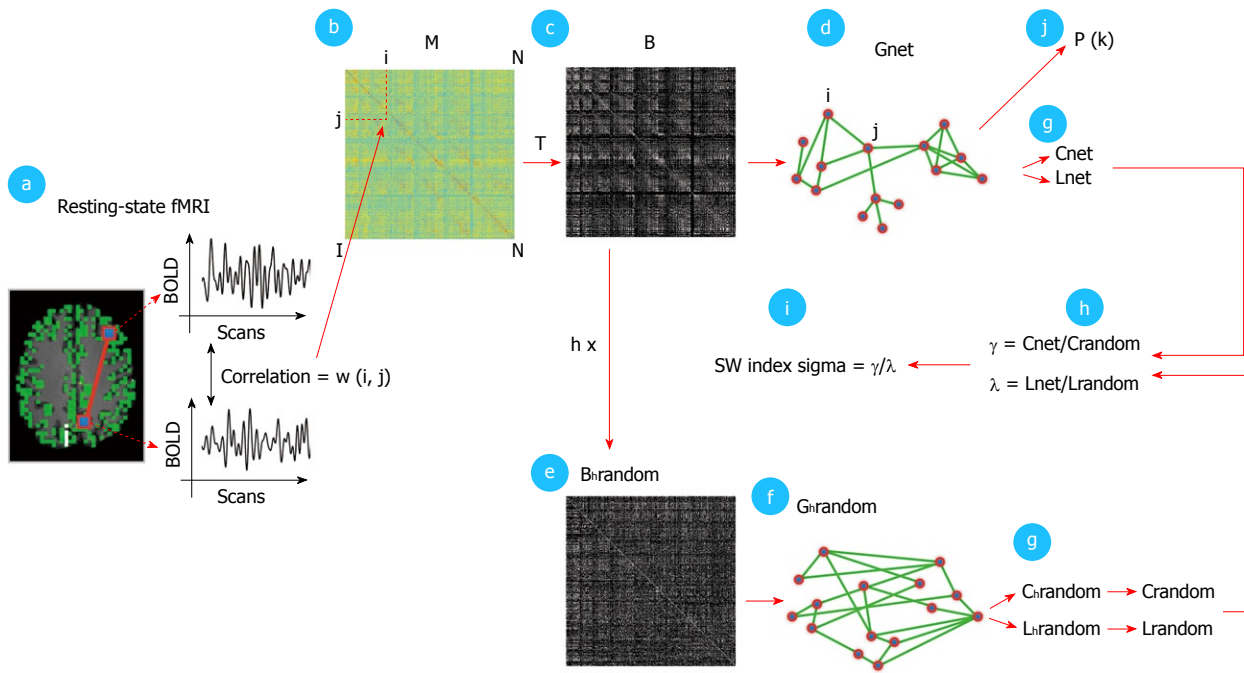 a
Resting-state fMRI
BOLD
Scans
Correlation = w (i, j)
BOLD
Scans
i
b
M
i
N
j
I
N
T
c
B
h x
d
Gnet
i
j
j
P (k)
g
Cnet
Lnet
h
γ = Cnet/Crandom
λ = Lnet/Lrandom
i
SW index sigma = γ/λ
e
Bhrandom
f
Ghrandom
g
Chrandom
Crandom
Lhrandom
Lrandom